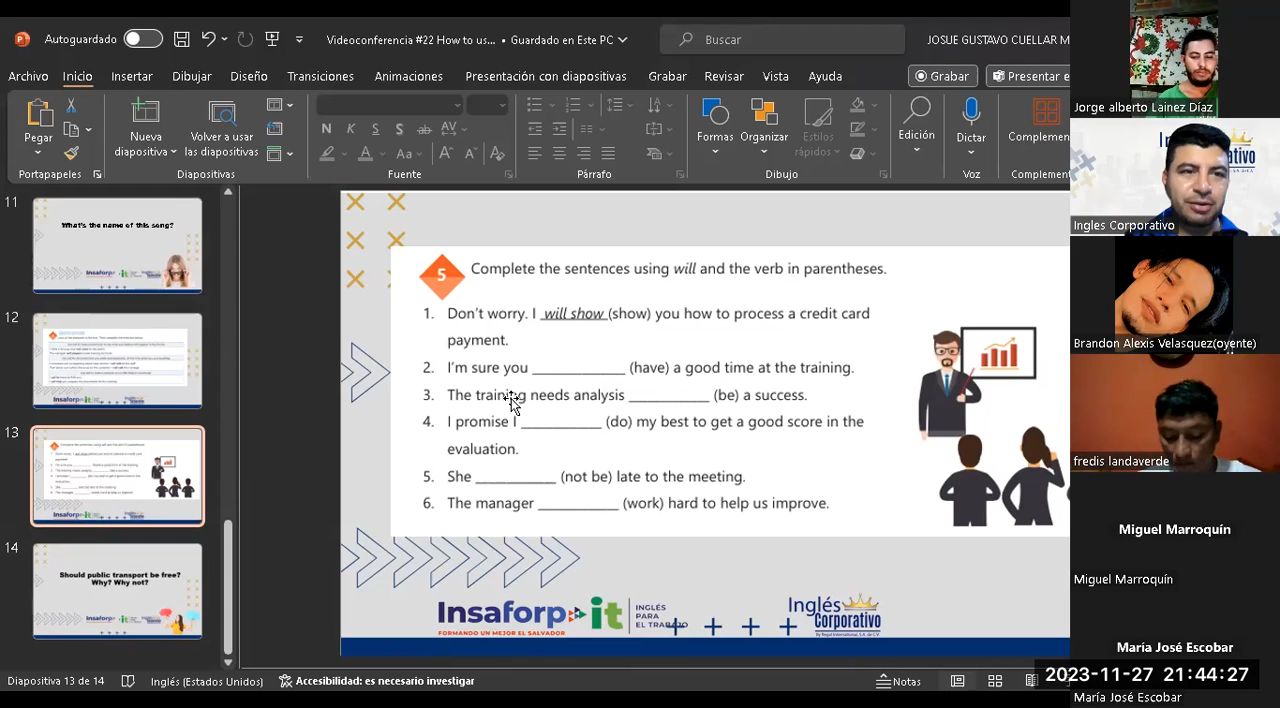 Autoguardado
Videoconferencia #22 How to us... • Guardado en Este PC
Buscar
JOSUE GUSTAVO CUELLAR M
Archivo Inicio Insertar Dibujar Diseño Transiciones Animaciones Presentación con diapositivas Grabar Revisar Vista Ayuda
Grabar
Presentar e
Pegar
Nueva diapositiva
Volver a usar las diapositivas
Formas
Organizar
Estilos rápidos
Edición
Dictar
Complemen
Portapapeles
Diapositivas
Fuente
Párrafo
Dibujo
Voz
Complement
11
What's the name of this song?
12
13
14
Should public transport be free?
Why? Why not?
5
Complete the sentences using will and the verb in parentheses.
1. Don't worry. I will show (show) you how to process a credit card
payment.
2. I'm sure you ____________ (have) a good time at the training.
3. The training needs analysis __________ (be) a success.
4. I promise I __________ (do) my best to get a good score in the
evaluation.
5. She __________ (not be) late to the meeting.
6. The manager __________ (work) hard to help us improve.
Insaforp it
FORMANDO UN MEJOR EL SALVADOR
INGLÉS
PARA
EL TRABAJO
Inglés
Corporativo
By Regal International, S.A. de C.V.
Diapositiva 13 de 14
Inglés (Estados Unidos)
Accesibilidad: es necesario investigar
Notas
Jorge alberto Lainez Díaz
Ingles Corporativo
Brandon Alexis Velasquez(oyente)
fredis landaverde
Miguel Marroquín
Miguel Marroquín
María José Escobar
2023-11-27 21:44:27
María José Escobar